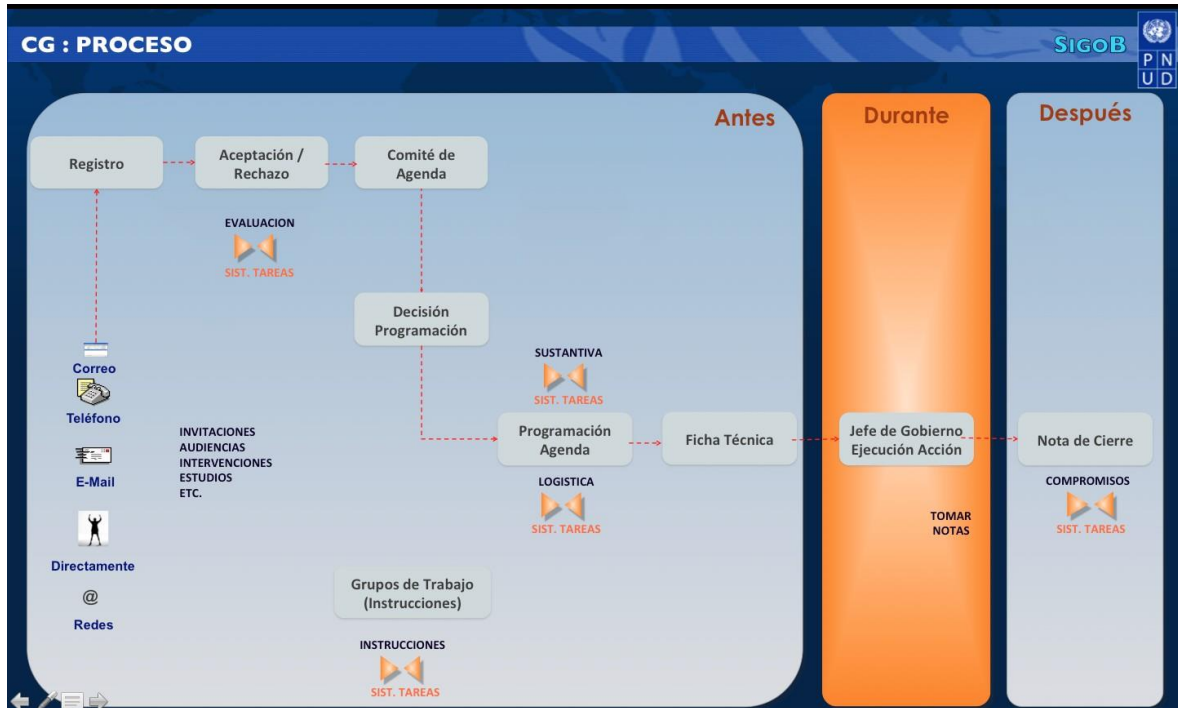 CG : PROCESO
SIGOB
P N
U D
Antes
Durante
Después
Registro
Aceptación /
Rechazo
Comité de
Agenda
EVALUACION
SIST. TAREAS
Decisión
Programación
Correo
Teléfono
E-Mail
Directamente
@
Redes
INVITACIONES
AUDIENCIAS
INTERVENCIONES
ESTUDIOS
ETC.
SUSTANTIVA
SIST. TAREAS
Programación
Agenda
LOGISTICA
SIST. TAREAS
Ficha Técnica
Jefe de Gobierno
Ejecución Acción
TOMAR
NOTAS
Nota de Cierre
COMPROMISOS
SIST. TAREAS
Grupos de Trabajo
(Instrucciones)
INSTRUCCIONES
SIST. TAREAS